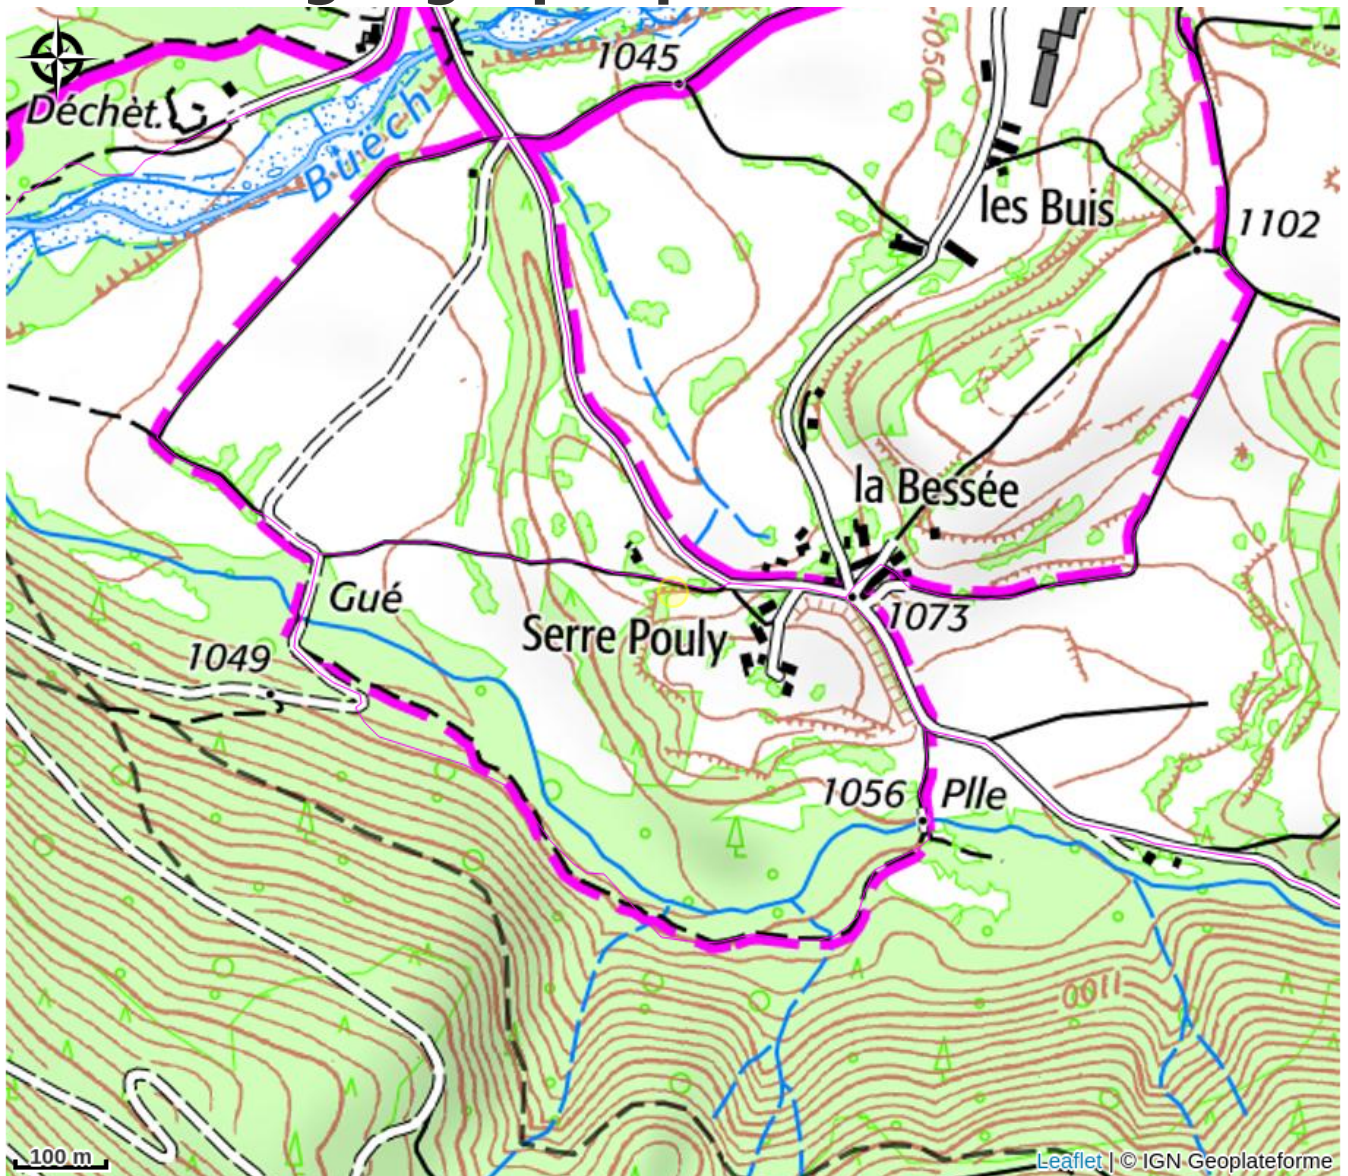 1045
1050
Déchèt.
Buëch
les Buis
1102
la Bessée
Gué
1073
Serre Pouly
1049
1056
Plle
1100
100 m
Leaflet | © IGN Geoplateforme